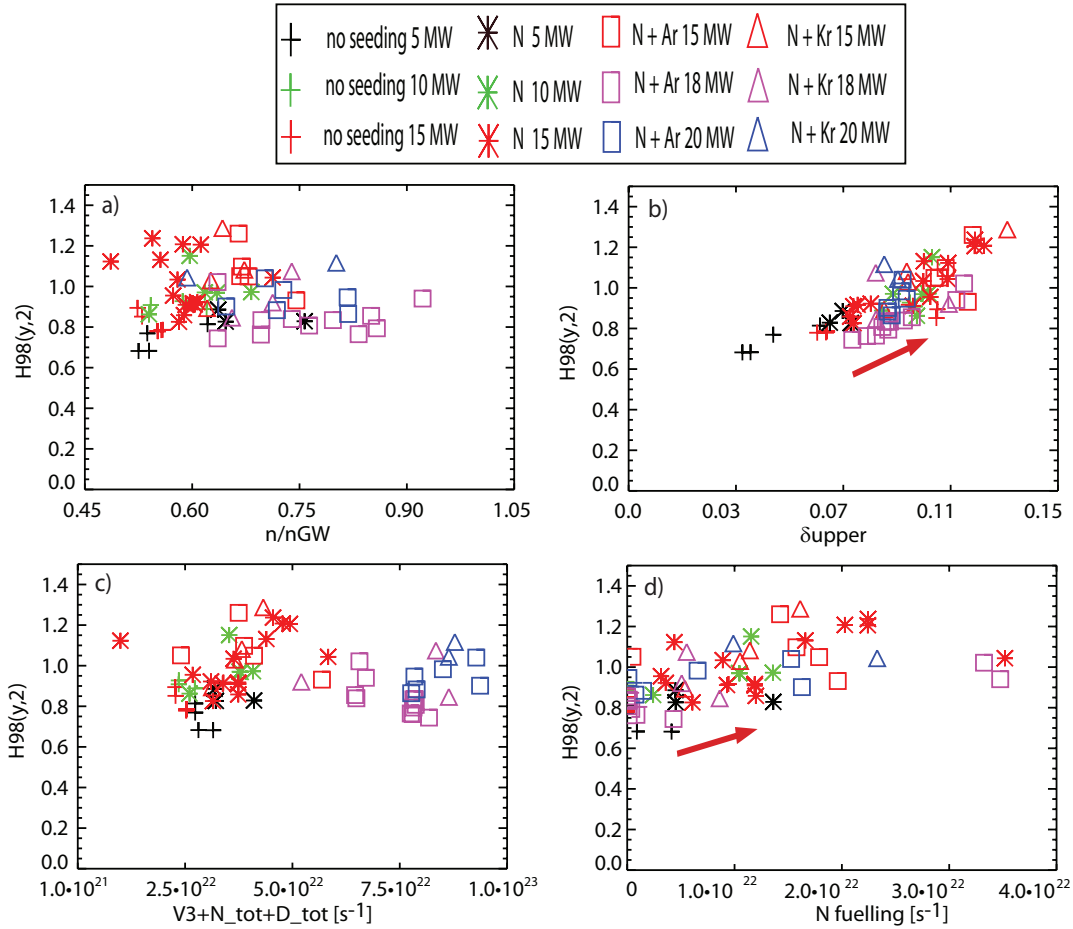 no seeding 5 MW N 5 MW N + Ar 15 MW N + Kr 15 MW
no seeding 10 MW N 10 MW N + Ar 18 MW N + Kr 18 MW
no seeding 15 MW N 15 MW N + Ar 20 MW N + Kr 20 MW
a)
H98(y,2)
1.4
1.2
1.0
0.8
0.6
0.4
0.2
0.0
0.45 0.60 0.75 0.90 1.05
n/nGW
b)
H98(y,2)
1.4
1.2
1.0
0.8
0.6
0.4
0.2
0.0
0.0 0.03 0.07 0.11 0.15
δupper
c)
H98(y,2)
1.4
1.2
1.0
0.8
0.6
0.4
0.2
0.0
1.0•10²¹ 2.5•10²² 5.0•10²² 7.5•10²² 1.0•10²³
V3+N_tot+D_tot [s⁻¹]
d)
H98(y,2)
1.4
1.2
1.0
0.8
0.6
0.4
0.2
0.0
0 1.0•10²² 2.0•10²² 3.0•10²² 4.0•10²²
N fuelling [s⁻¹]